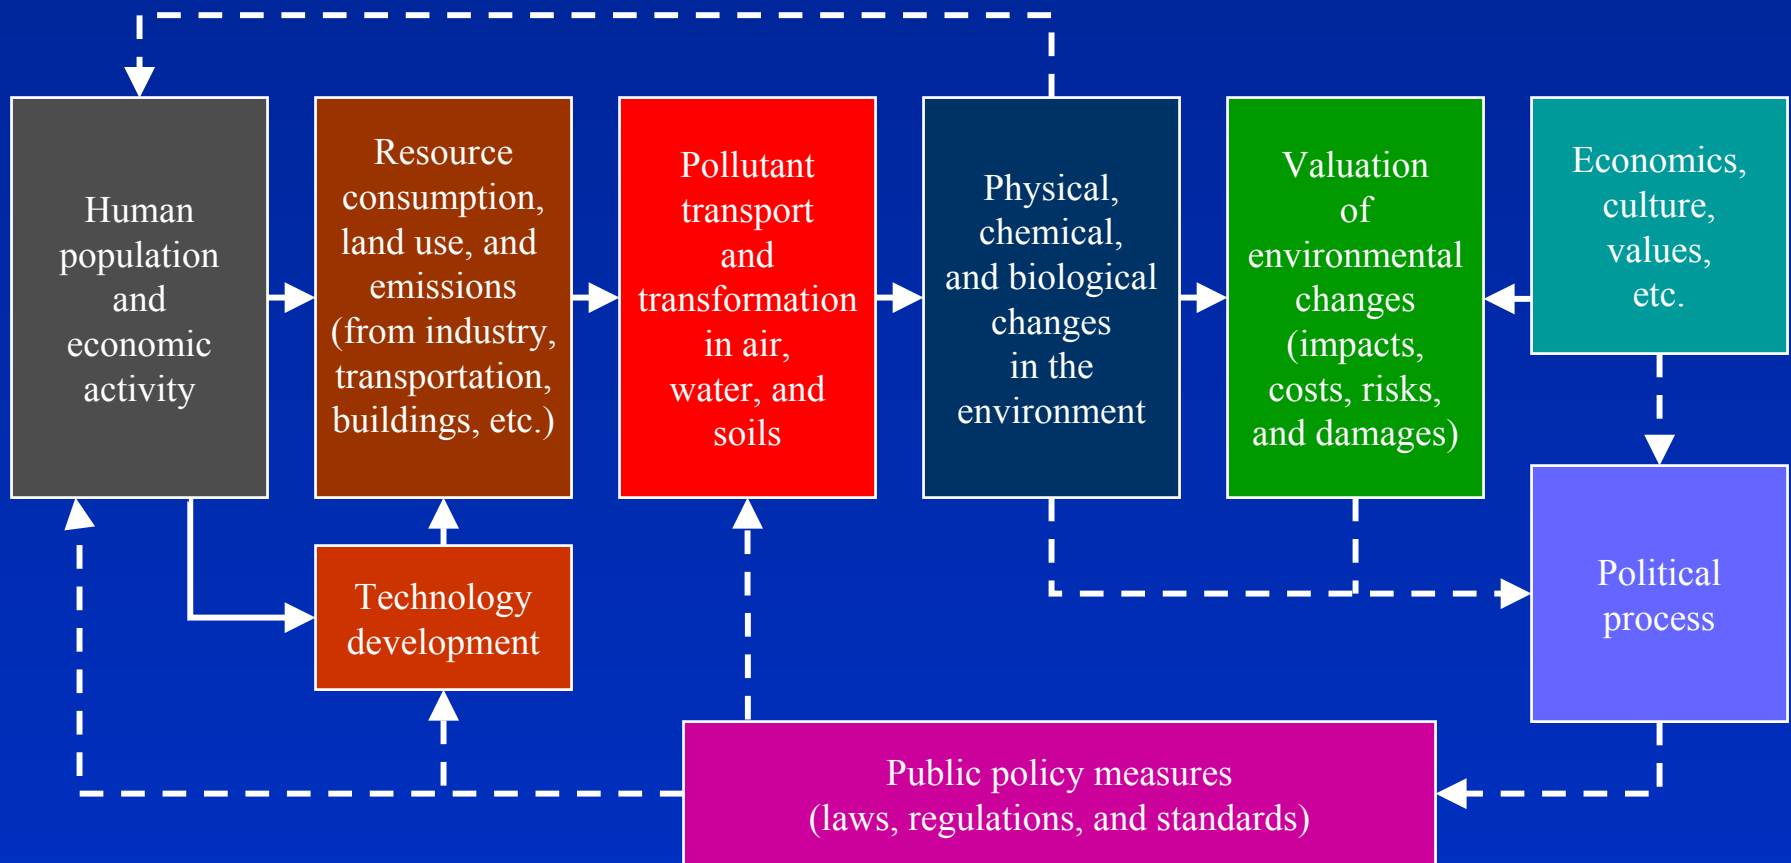 Human
population
and
economic
activity
Resource
consumption,
land use, and
emissions
(from industry,
transportation,
buildings, etc.)
Pollutant
transport
and
transformation
in air,
water, and
soils
Physical,
chemical,
and biological
changes
in the
environment
Valuation
of
environmental
changes
(impacts,
costs, risks,
and damages)
Economics,
culture,
values,
etc.
Technology
development
Political
process
Public policy measures
(laws, regulations, and standards)